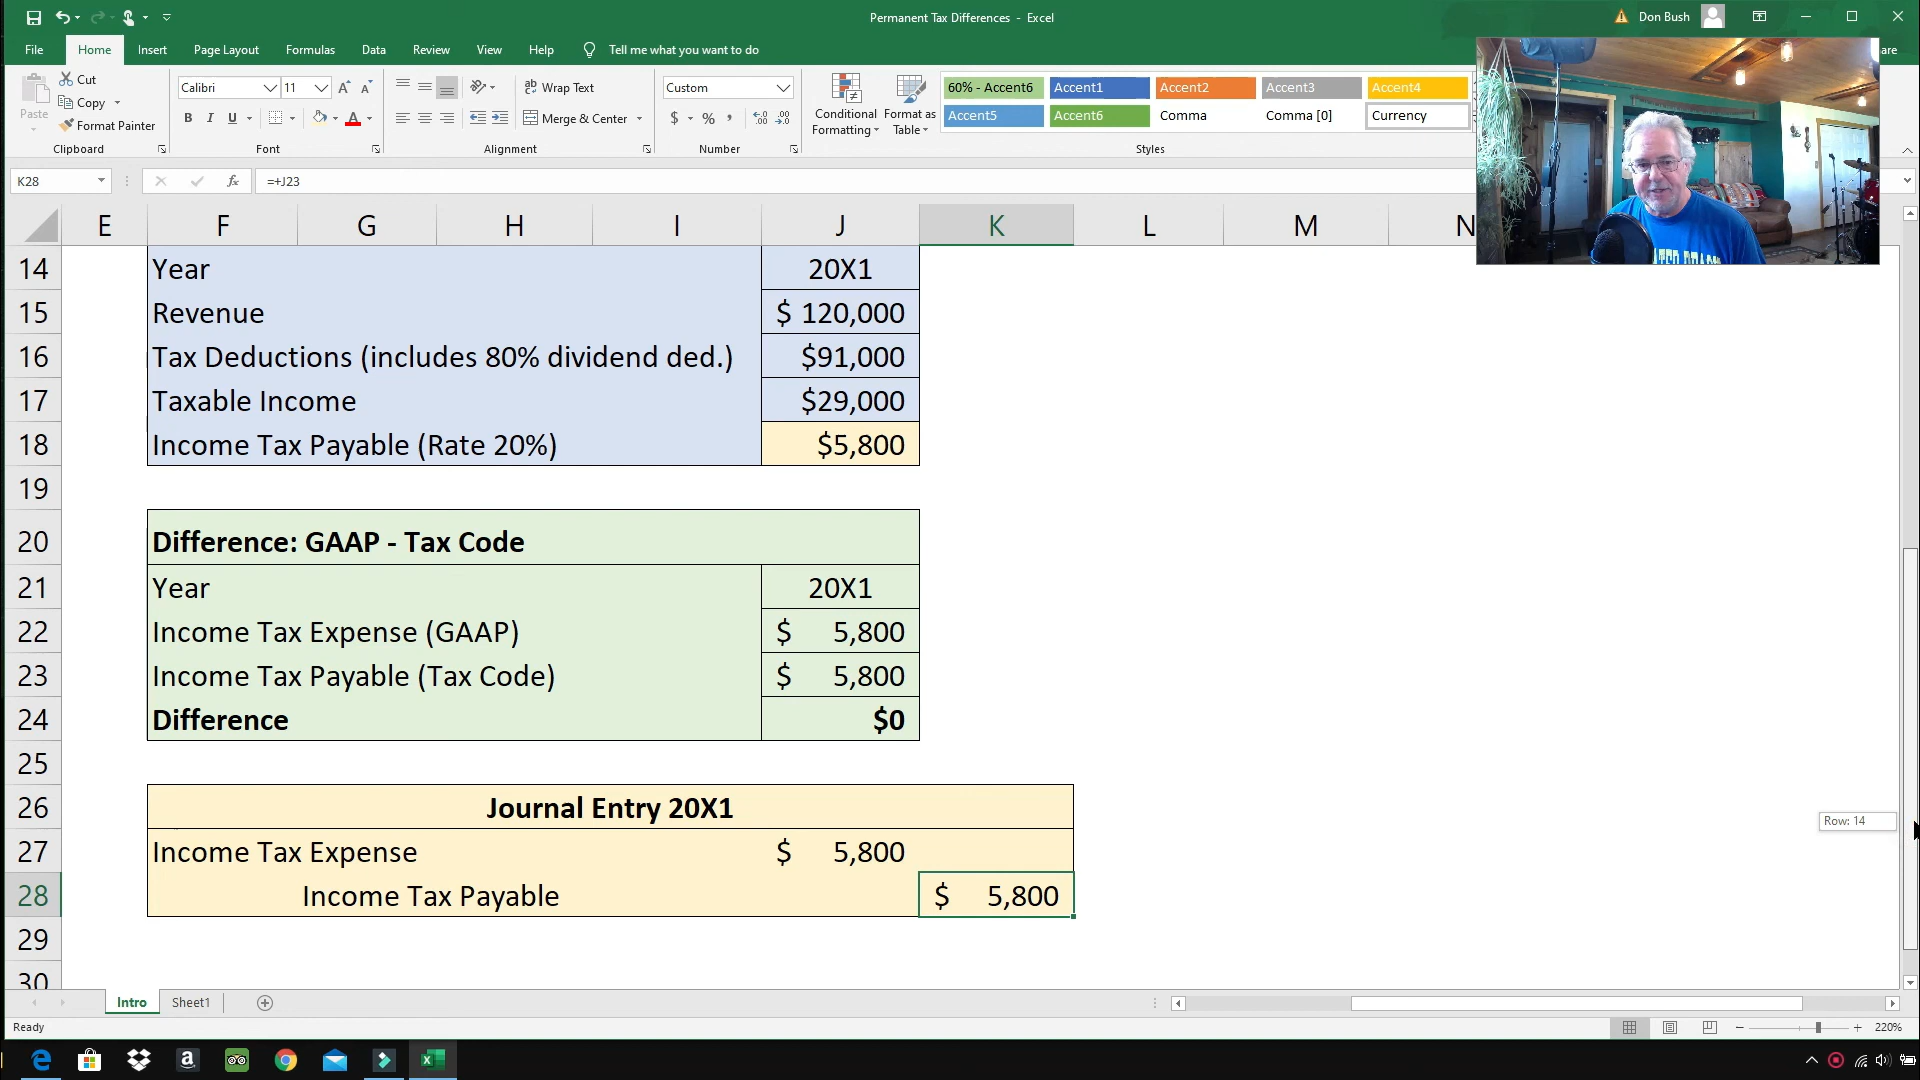 Permanent Tax Differences - Excel
Don Bush
File Home Insert Page Layout Formulas Data Review View Help Tell me what you want to do
are
Paste
Cut
Copy
Format Painter
Clipboard
Calibri 11
B I U
A
Font
ab Wrap Text
Merge & Center
Alignment
Custom
$ % ,
Number
Conditional Formatting
Format as Table
60% - Accent6 Accent1 Accent2 Accent3 Accent4
Accent5 Accent6 Comma Comma [0] Currency
Styles
K28 fx =+J23
E F G H I J K L M N
14 Year 20X1
15 Revenue $ 120,000
16 Tax Deductions (includes 80% dividend ded.) $91,000
17 Taxable Income $29,000
18 Income Tax Payable (Rate 20%) $5,800
19
20 Difference: GAAP - Tax Code
21 Year 20X1
22 Income Tax Expense (GAAP) $ 5,800
23 Income Tax Payable (Tax Code) $ 5,800
24 Difference $0
25
26 Journal Entry 20X1
27 Income Tax Expense $ 5,800
28 Income Tax Payable $ 5,800
29
30
Row: 14
Intro Sheet1
Ready
220%